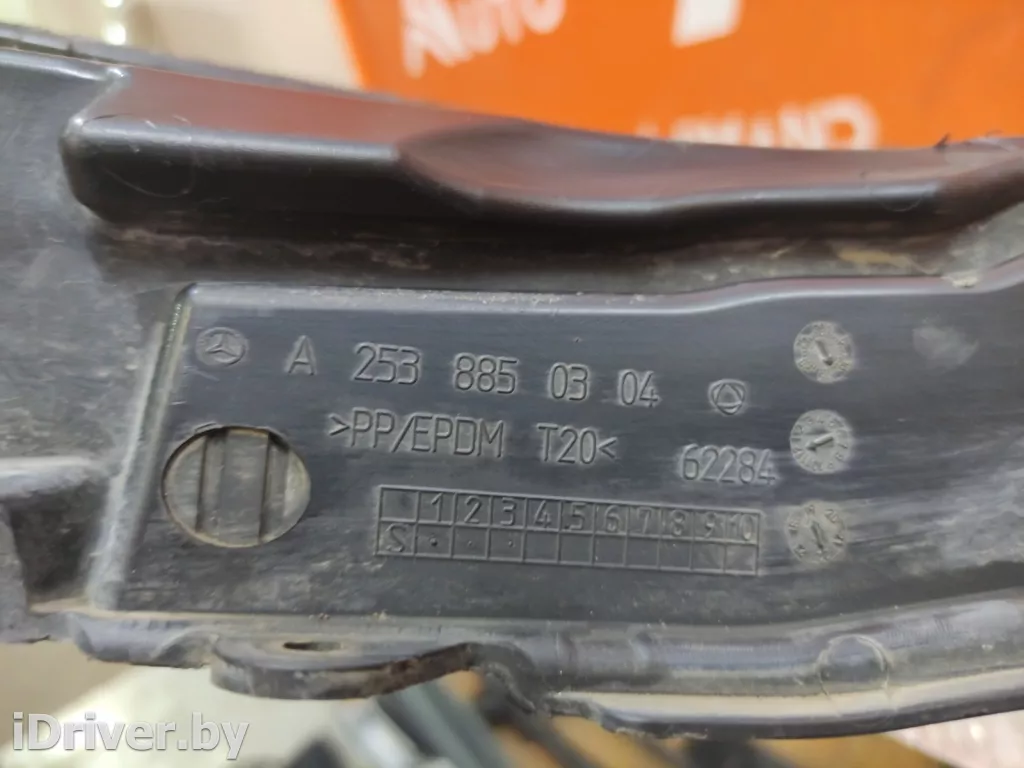 AUTO
A 253 885 03 04
>PP/EPDM T20<
62284
1 2 3 4 5 6 7 8 9 10
S
iDriver.by